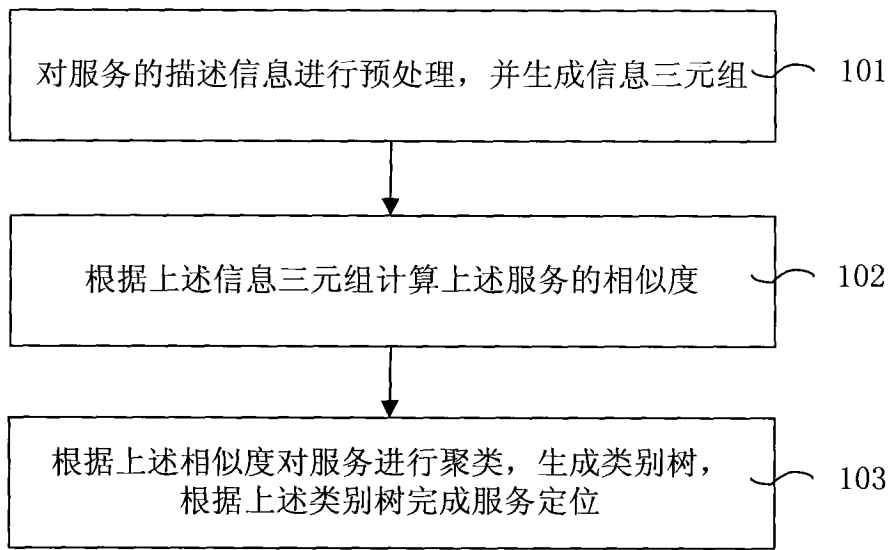 对服务的描述信息进行预处理，并生成信息三元组 101
根据上述信息三元组计算上述服务的相似度 102
根据上述相似度对服务进行聚类，生成类别树，
根据上述类别树完成服务定位
103